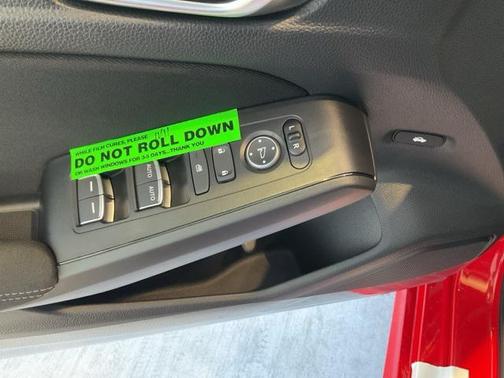 WHILE FILM CURES, PLEASE
DO NOT ROLL DOWN
OR WASH WINDOWS FOR 3-5 DAYS...THANK YOU
AUTO AUTO
L
R